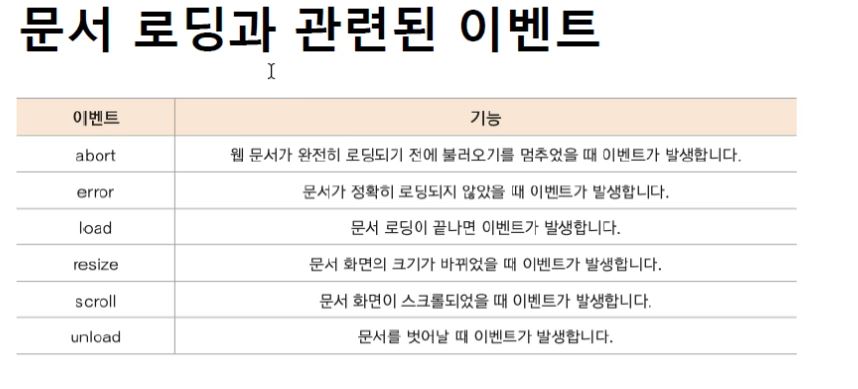 문서 로딩과 관련된 이벤트
이벤트 기능
abort 웹 문서가 완전히 로딩되기 전에 불러오기를 멈추었을 때 이벤트가 발생합니다.
error 문서가 정확히 로딩되지 않았을 때 이벤트가 발생합니다.
load 문서 로딩이 끝나면 이벤트가 발생합니다.
resize 문서 화면의 크기가 바뀌었을 때 이벤트가 발생합니다.
scroll 문서 화면이 스크롤되었을 때 이벤트가 발생합니다.
unload 문서를 벗어날 때 이벤트가 발생합니다.